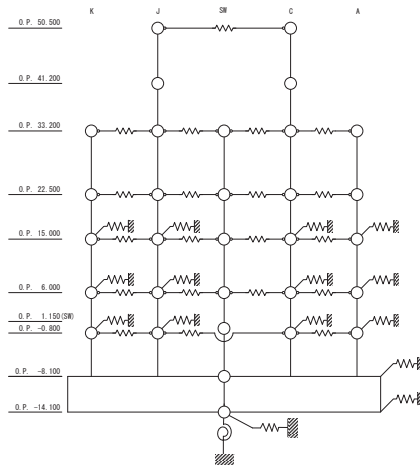 K J SW C A
O.P. 50.500
O.P. 41.200
O.P. 33.200
O.P. 22.500
O.P. 15.000
O.P. 6.000
O.P. 1.150(SW)
O.P. -0.800
O.P. -8.100
O.P. -14.100